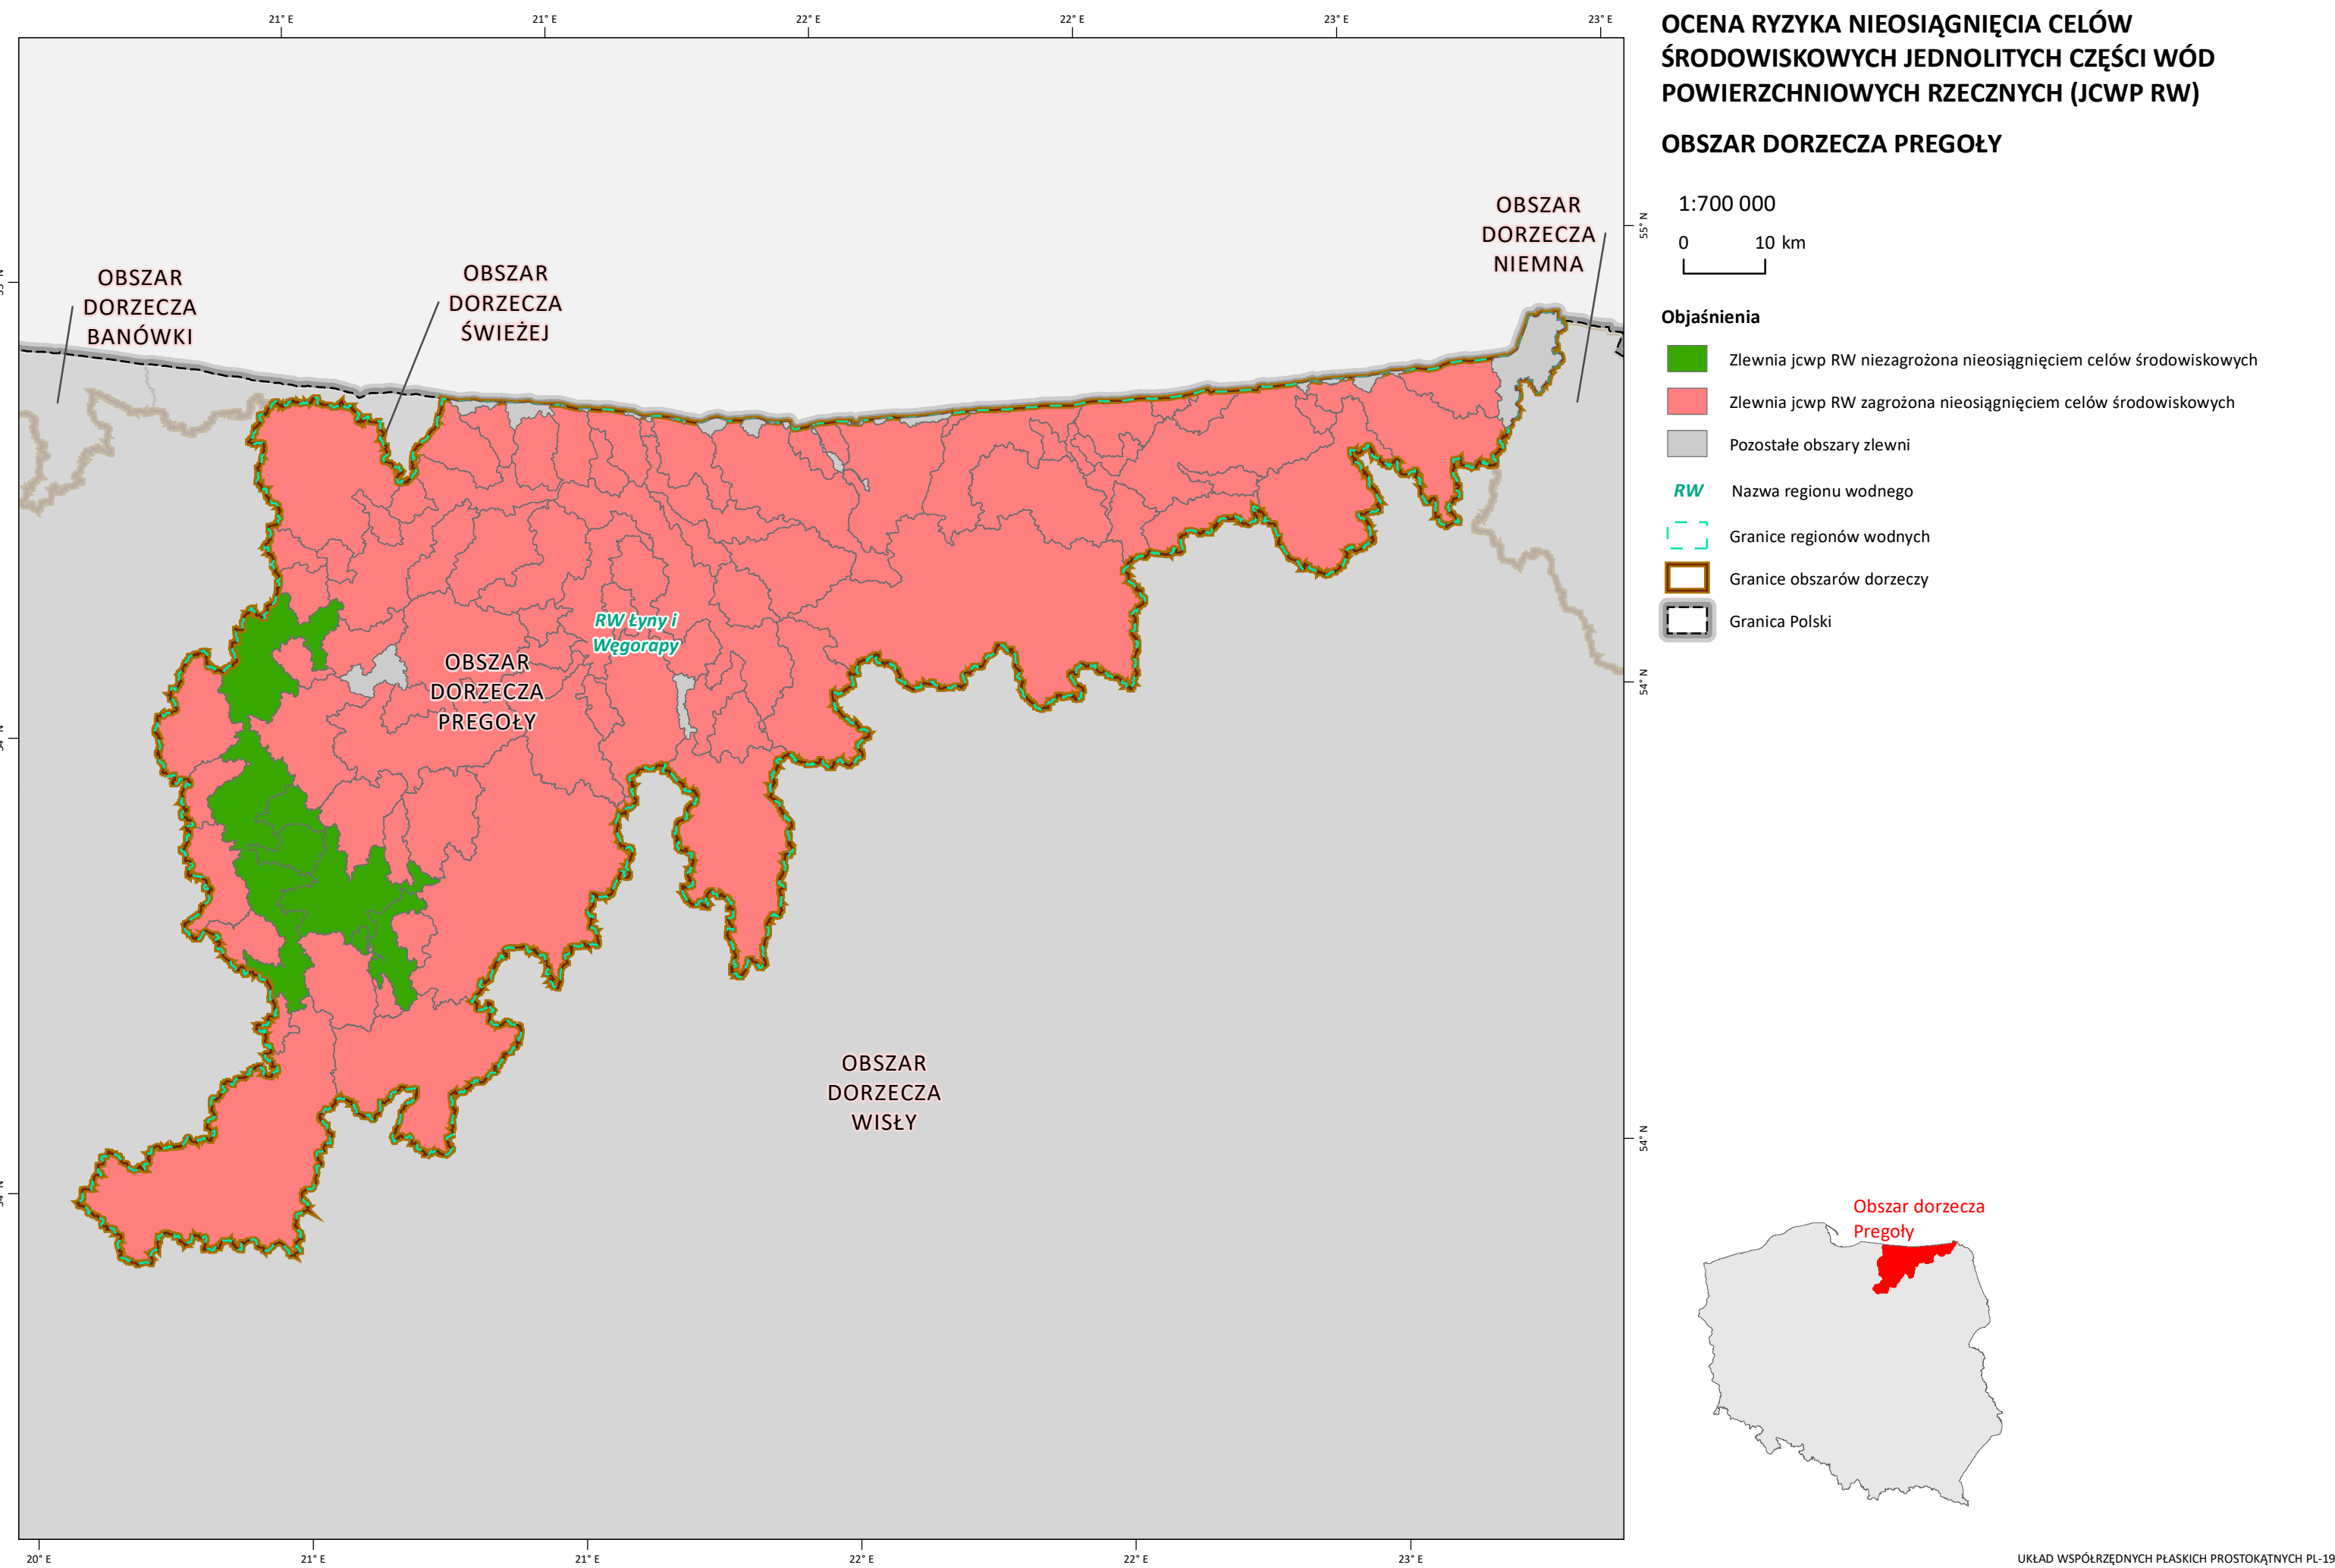 21° E
21° E
22° E
22° E
23° E
23° E
OCENA RYZYKA NIEOSIĄGNIĘCIA CELÓW
ŚRODOWISKOWYCH JEDNOLITYCH CZĘŚCI WÓD
POWIERZCHNIOWYCH RZECZNYCH (JCWP RW)
OBSZAR DORZECZA PREGOŁY
1:700 000
0 10 km
Objaśnienia
Zlewnia jcwp RW niezagrożona nieosiągnięciem celów środowiskowych
Zlewnia jcwp RW zagrożona nieosiągnięciem celów środowiskowych
Pozostałe obszary zlewni
RW Nazwa regionu wodnego
Granice regionów wodnych
Granice obszarów dorzeczy
Granica Polski
OBSZAR
DORZECZA
BANÓWKI
OBSZAR
DORZECZA
ŚWIEŻEJ
OBSZAR
DORZECZA
NIEMNA
55° N
54° N
54° N
RW Łyny i
Węgorapy
OBSZAR
DORZECZA
PREGOŁY
OBSZAR
DORZECZA
WISŁY
Obszar dorzecza
Pregoły
20° E
21° E
21° E
22° E
22° E
23° E
UKŁAD WSPÓŁRZĘDNYCH PŁASKICH PROSTOKĄTNYCH PL-19